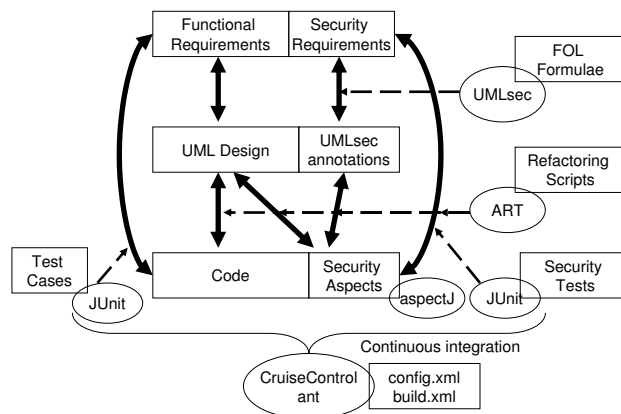 Functional
Requirements
Security
Requirements
FOL
Formulae
UMLsec
UML Design
UMLsec
annotations
Refactoring
Scripts
ART
Test
Cases
JUnit
Code
Security
Aspects
aspectJ
JUnit
Security
Tests
Continuous integration
CruiseControl
ant
config.xml
build.xml